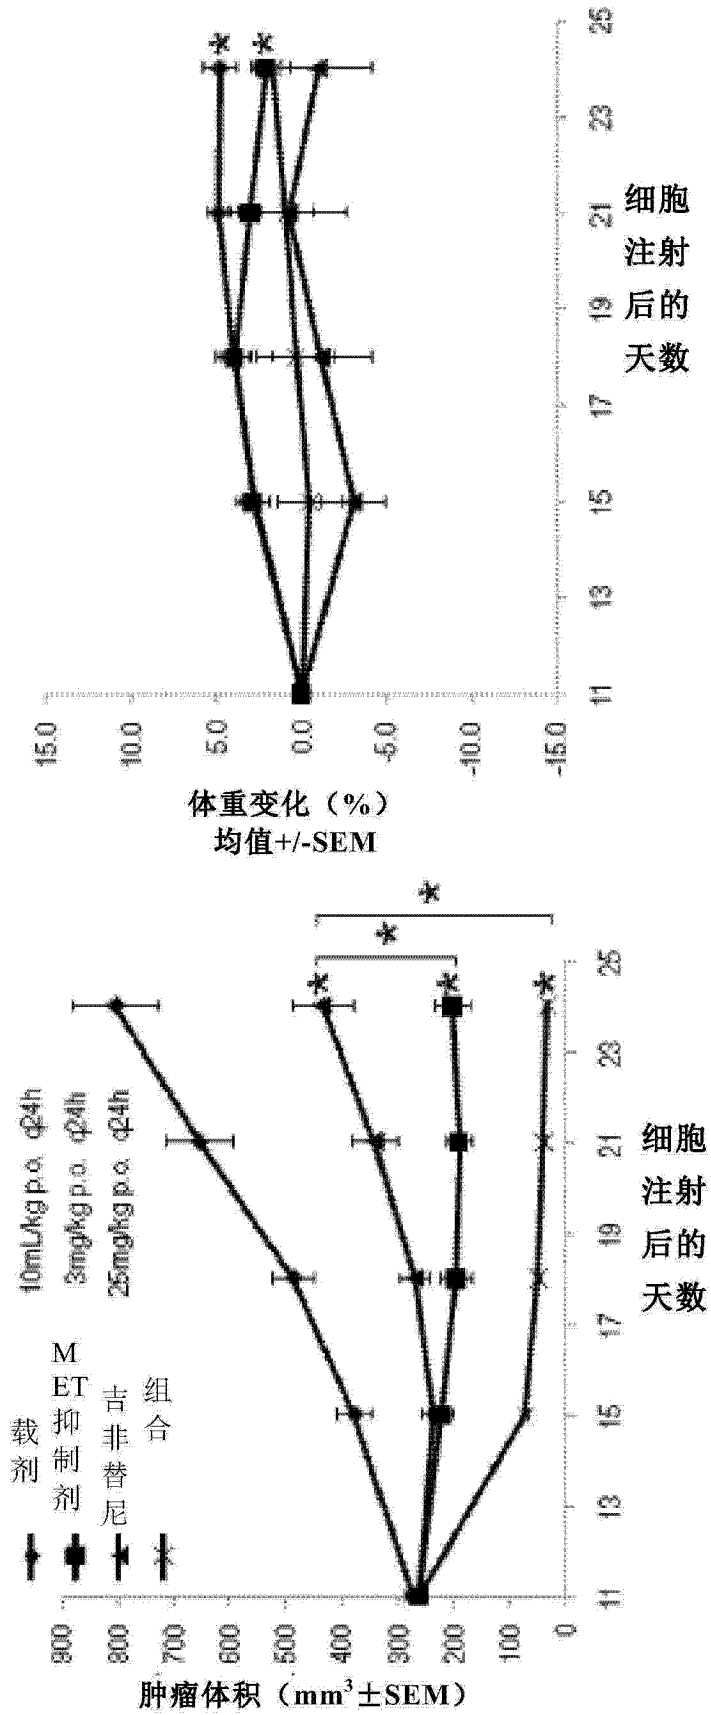 * *
25
23
21
19
17
15
13
11
细胞
注射
后的
天数
15.0
5.0
0.0
-5.0
-15.0
体重变化（%）
均值+/-SEM
*
*
* * *
载剂 10mL/kg p.o. q24h
MET抑制剂 3mg/kg p.o. q24h
吉非替尼 25mg/kg p.o. q24h
组合
25
23
21
19
17
15
13
11
细胞
注射
后的
天数
900
800
700
600
500
400
300
200
100
0
肿瘤体积（mm³±SEM）